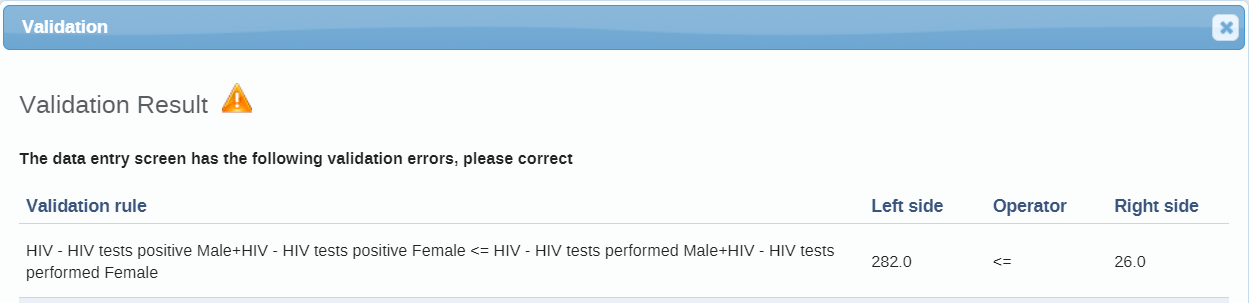 Validation
Validation Result
The data entry screen has the following validation errors, please correct
Validation rule Left side Operator Right side
HIV - HIV tests positive Male+HIV - HIV tests positive Female <= HIV - HIV tests performed Male+HIV - HIV tests
performed Female
282.0 <= 26.0